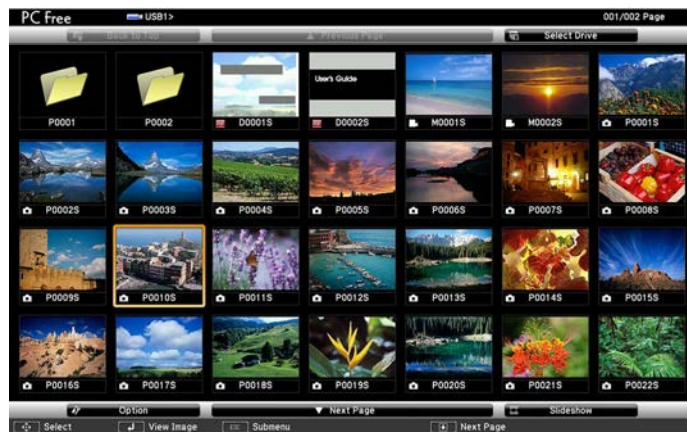 PC Free USB1> 001/002 Page
Back to Top ▲ Previous Page Select Drive
User's Guide
P0001 P0002 D0001S D0002S M0001S M0002S P0001S
P0002S P0003S P0004S P0005S P0006S P0007S P0008S
P0009S P0010S P0011S P0012S P0013S P0014S P0015S
P0016S P0017S P0018S P0019S P0020S P0021S P0022S
Option ▼ Next Page Slideshow
Select View Image Esc Submenu Next Page